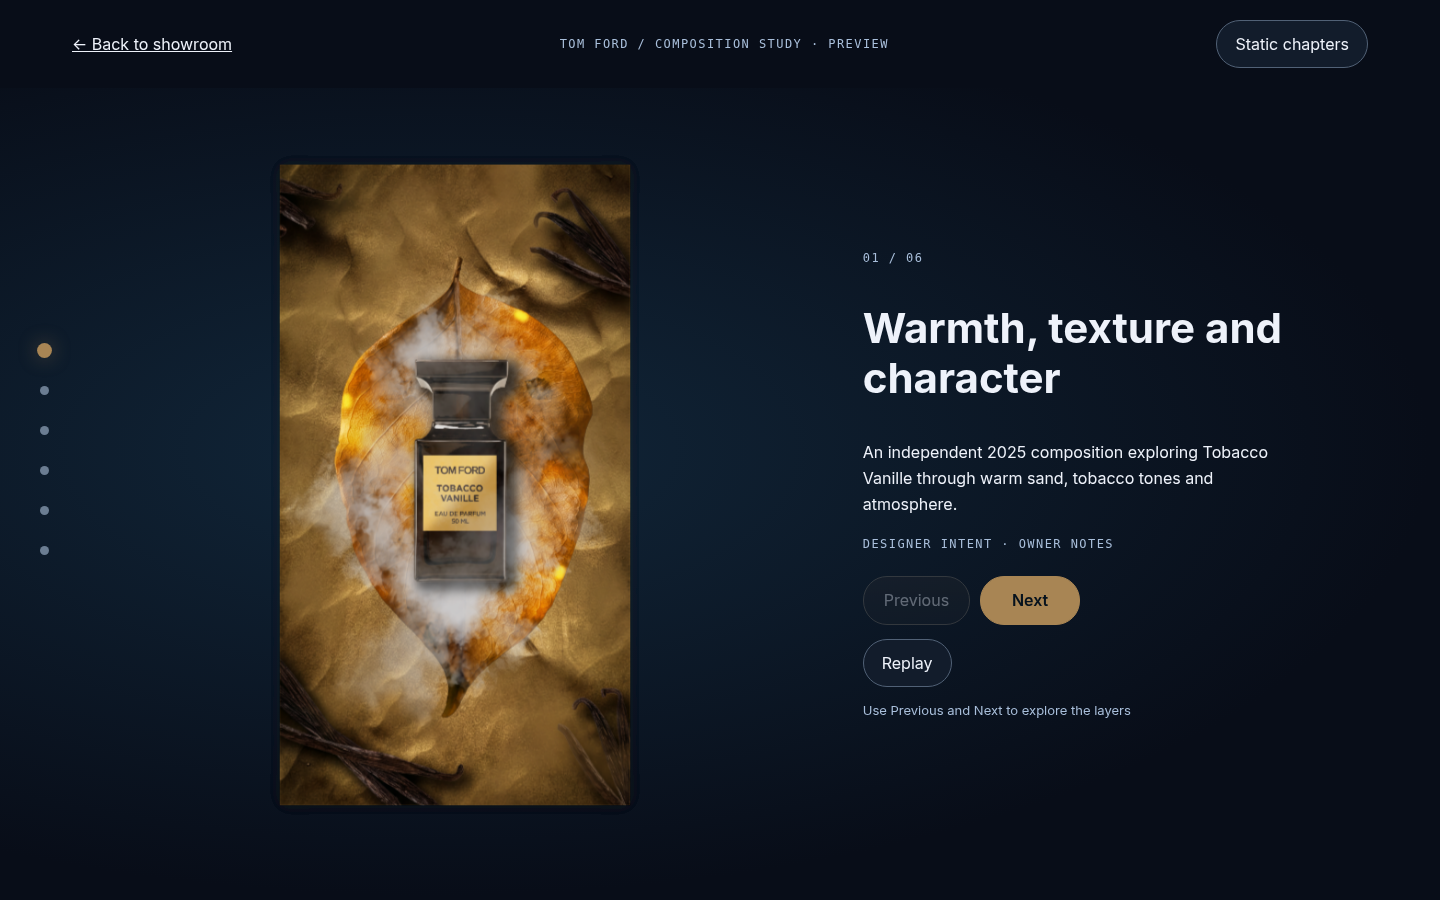 ← Back to showroom
TOM FORD / COMPOSITION STUDY · PREVIEW
Static chapters
TOM FORD
TOBACCO
VANILLE
EAU DE PARFUM
50 ML
01 / 06
Warmth, texture and
character
An independent 2025 composition exploring Tobacco
Vanille through warm sand, tobacco tones and
atmosphere.
DESIGNER INTENT · OWNER NOTES
Previous
Next
Replay
Use Previous and Next to explore the layers